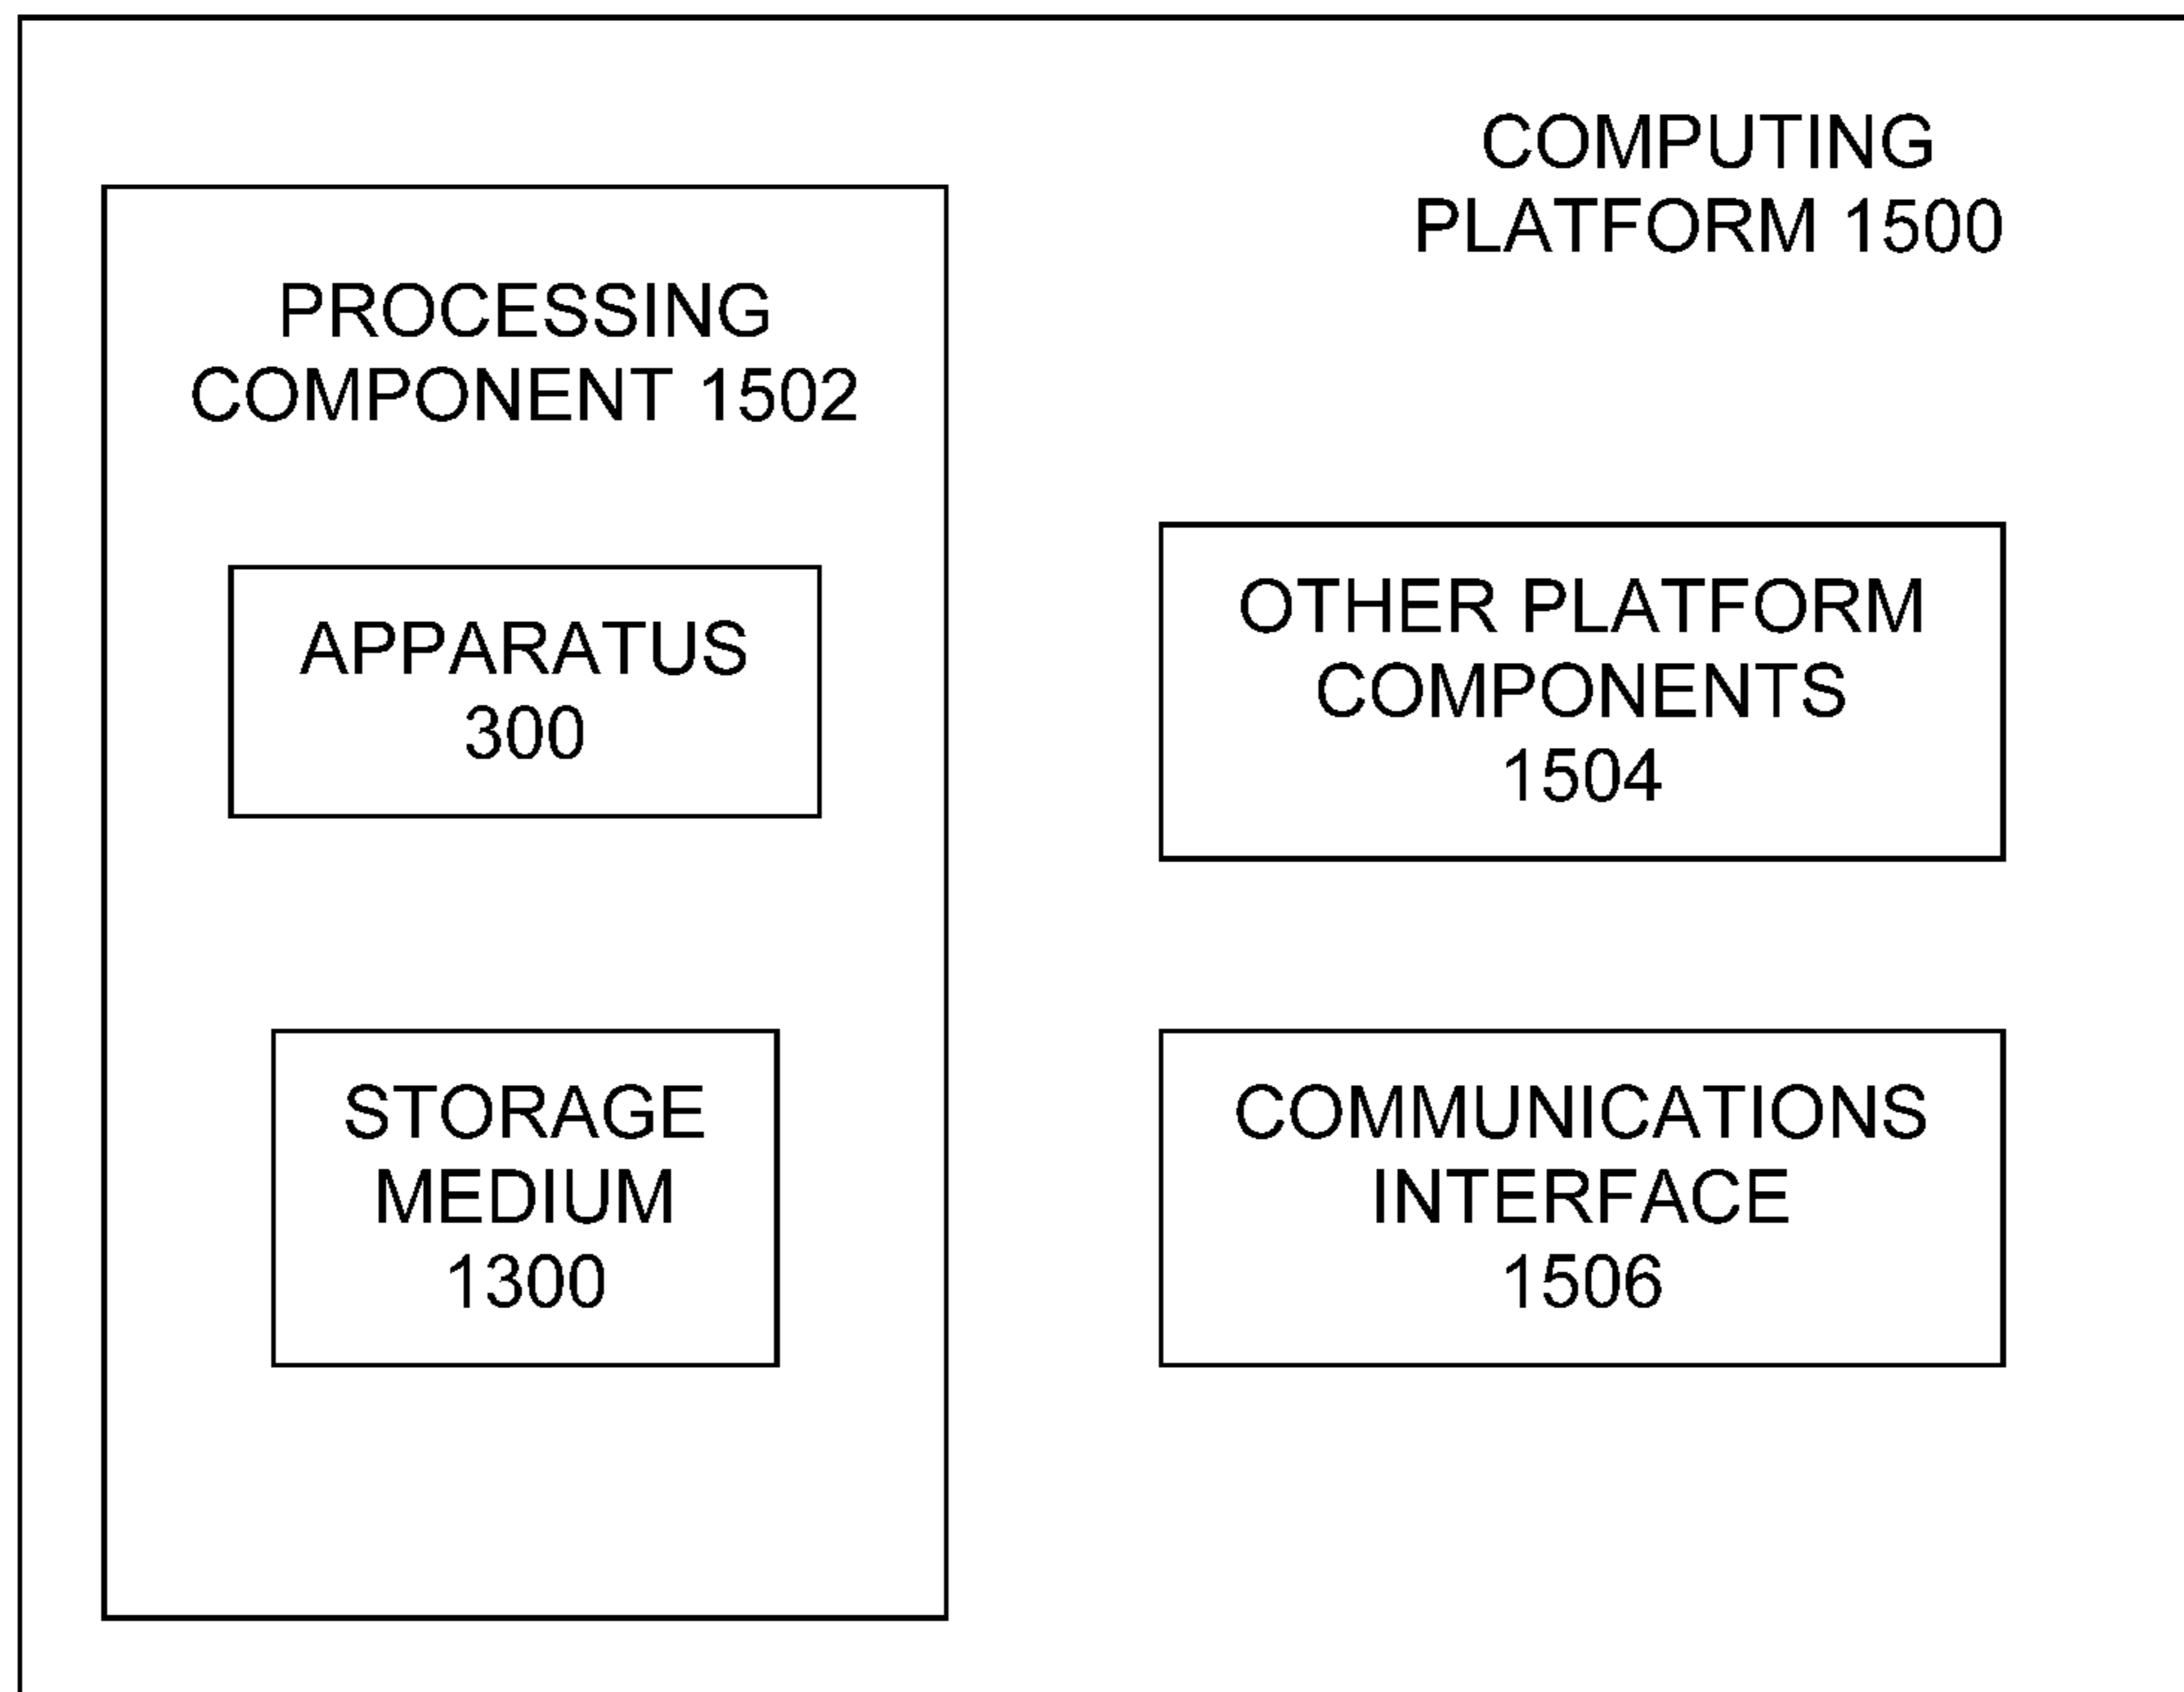 COMPUTING
PLATFORM 1500
PROCESSING
COMPONENT 1502
APPARATUS
300
STORAGE
MEDIUM
1300
OTHER PLATFORM
COMPONENTS
1504
COMMUNICATIONS
INTERFACE
1506